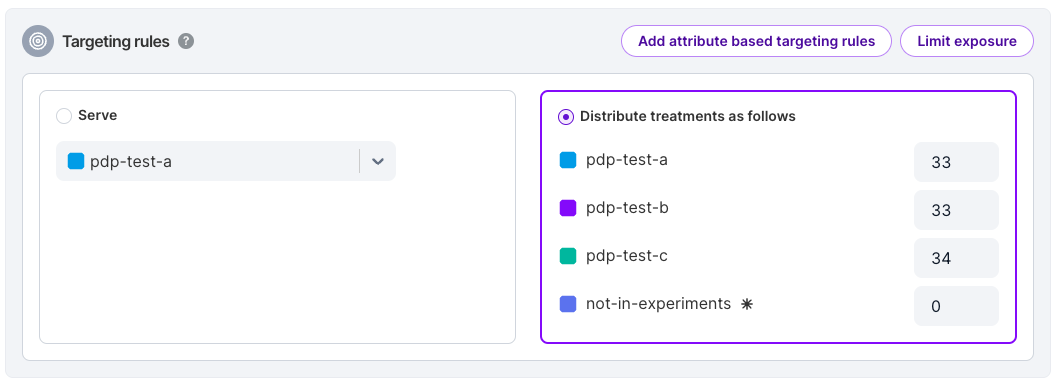 Targeting rules ?
Add attribute based targeting rules
Limit exposure
Serve
pdp-test-a
Distribute treatments as follows
pdp-test-a 33
pdp-test-b 33
pdp-test-c 34
not-in-experiments ✳ 0